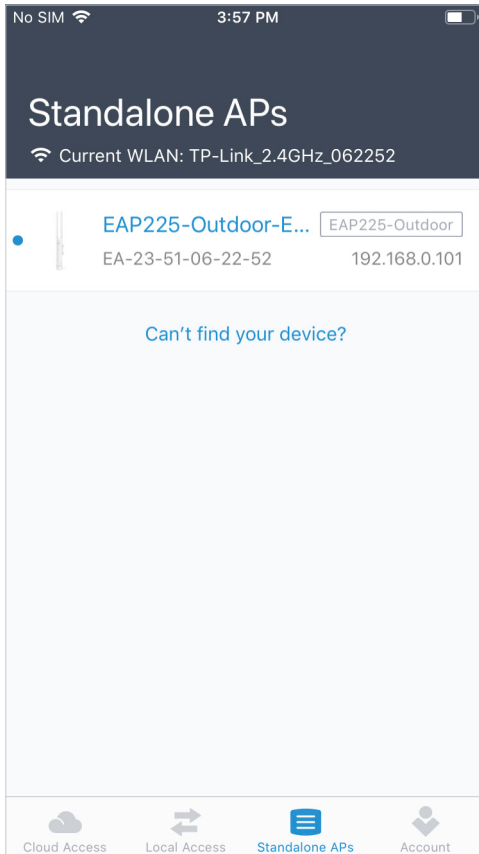 No SIM 3:57 PM
Standalone APs
Current WLAN: TP-Link_2.4GHz_062252
EAP225-Outdoor-E... EAP225-Outdoor
EA-23-51-06-22-52 192.168.0.101
Can't find your device?
Cloud Access Local Access Standalone APs Account